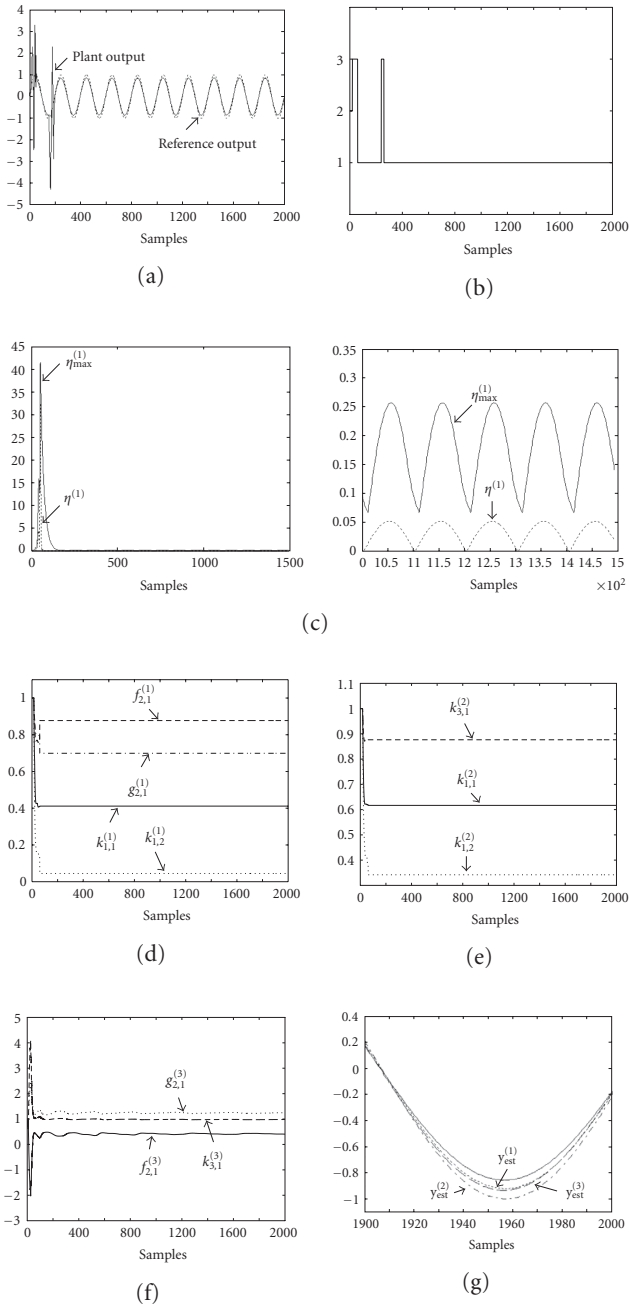 4
3
2
1
0
−1
−2
−3
−4
5
Plant output
Reference output
0 400 800 1200 1600 2000
Samples
(a)
3
2
1
400 800 1200 1600 2000
Samples
(b)
45
40
35
30
25
20
15
10
5
0
η(1)max
η(1)
0 500 1000 1500
Samples
0.35
0.3
0.25
0.2
0.15
0.1
0.05
0
η(1)max
η(1)
0 10.5 11 11.5 12 12.5 13 13.5 14 14.5
Samples ×10²
(c)
1
0.8
0.6
0.4
0.2
0
f(1)2,1
g(1)2,1
k(1)1,1 k(1)1,2
0 400 800 1200 1600 2000
Samples
(d)
1.1
1
0.9
0.8
0.7
0.6
0.5
0.4
k(2)3,1
k(2)1,1
k(2)1,2
0 400 800 1200 1600 2000
Samples
(e)
5
4
3
2
1
0
−1
−2
−3
g(3)2,1
f(3)2,1 k(3)3,1
0 400 800 1200 1600 2000
Samples
(f)
0.4
0.2
0
−0.2
−0.4
−0.6
−0.8
−1
y(1)est
y(2)est y(3)est
1900 1920 1940 1960 1980 2000
Samples
(g)